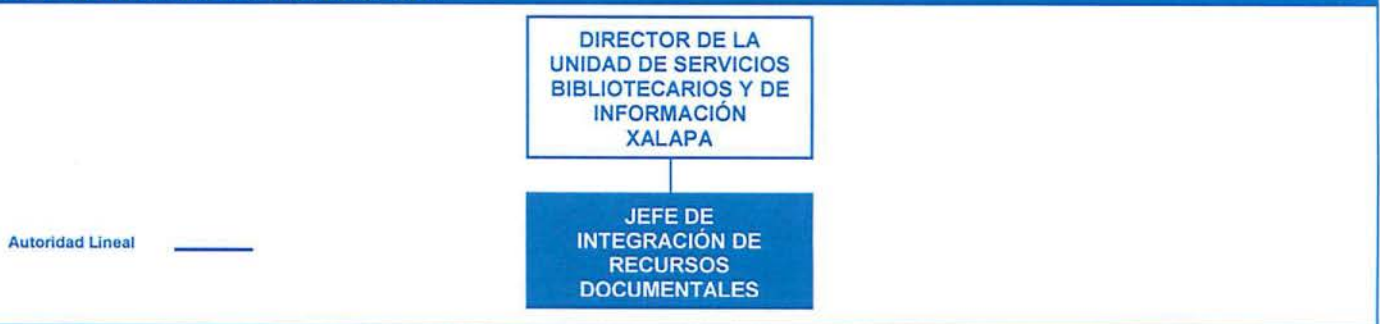 DIRECTOR DE LA
UNIDAD DE SERVICIOS
BIBLIOTECARIOS Y DE
INFORMACIÓN
XALAPA
JEFE DE
INTEGRACIÓN DE
RECURSOS
DOCUMENTALES
Autoridad Lineal